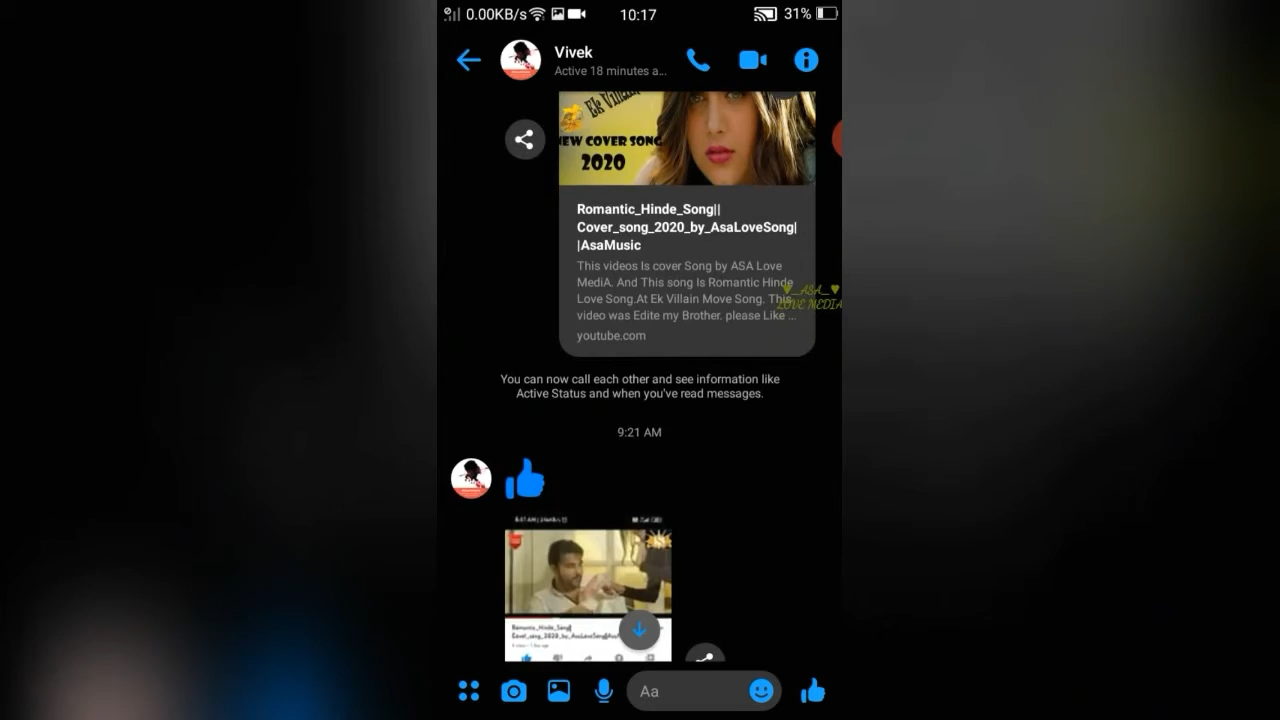 0.00KB/s
10:17
31%
Vivek
Active 18 minutes a...
Ek Villain
NEW COVER SONG
2020
Romantic_Hinde_Song||
Cover_song_2020_by_AsaLoveSong|
|AsaMusic
This videos Is cover Song by ASA Love
MediA. And This song Is Romantic Hinde
Love Song.At Ek Villain Move Song. This
video was Edite my Brother. please Like ...
youtube.com
♥_ASA_♥
LOVE MEDIA
You can now call each other and see information like
Active Status and when you've read messages.
9:21 AM
Romantic_Hinde_Song||
Cover_song_2020_by_AsaLoveSong||
Aa